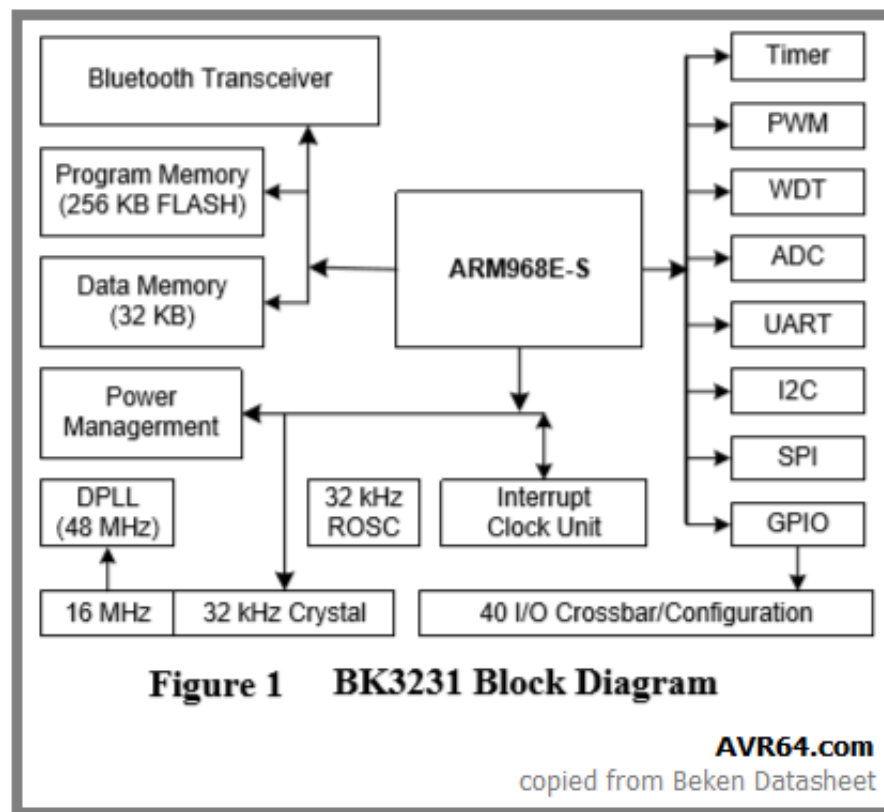 Bluetooth Transceiver
Program Memory
(256 KB FLASH)
Data Memory
(32 KB)
Power
Managerment
DPLL
(48 MHz)
32 kHz
ROSC
Interrupt
Clock Unit
16 MHz
32 kHz Crystal
ARM968E-S
Timer
PWM
WDT
ADC
UART
I2C
SPI
GPIO
40 I/O Crossbar/Configuration
Figure 1 BK3231 Block Diagram
AVR64.com
copied from Beken Datasheet